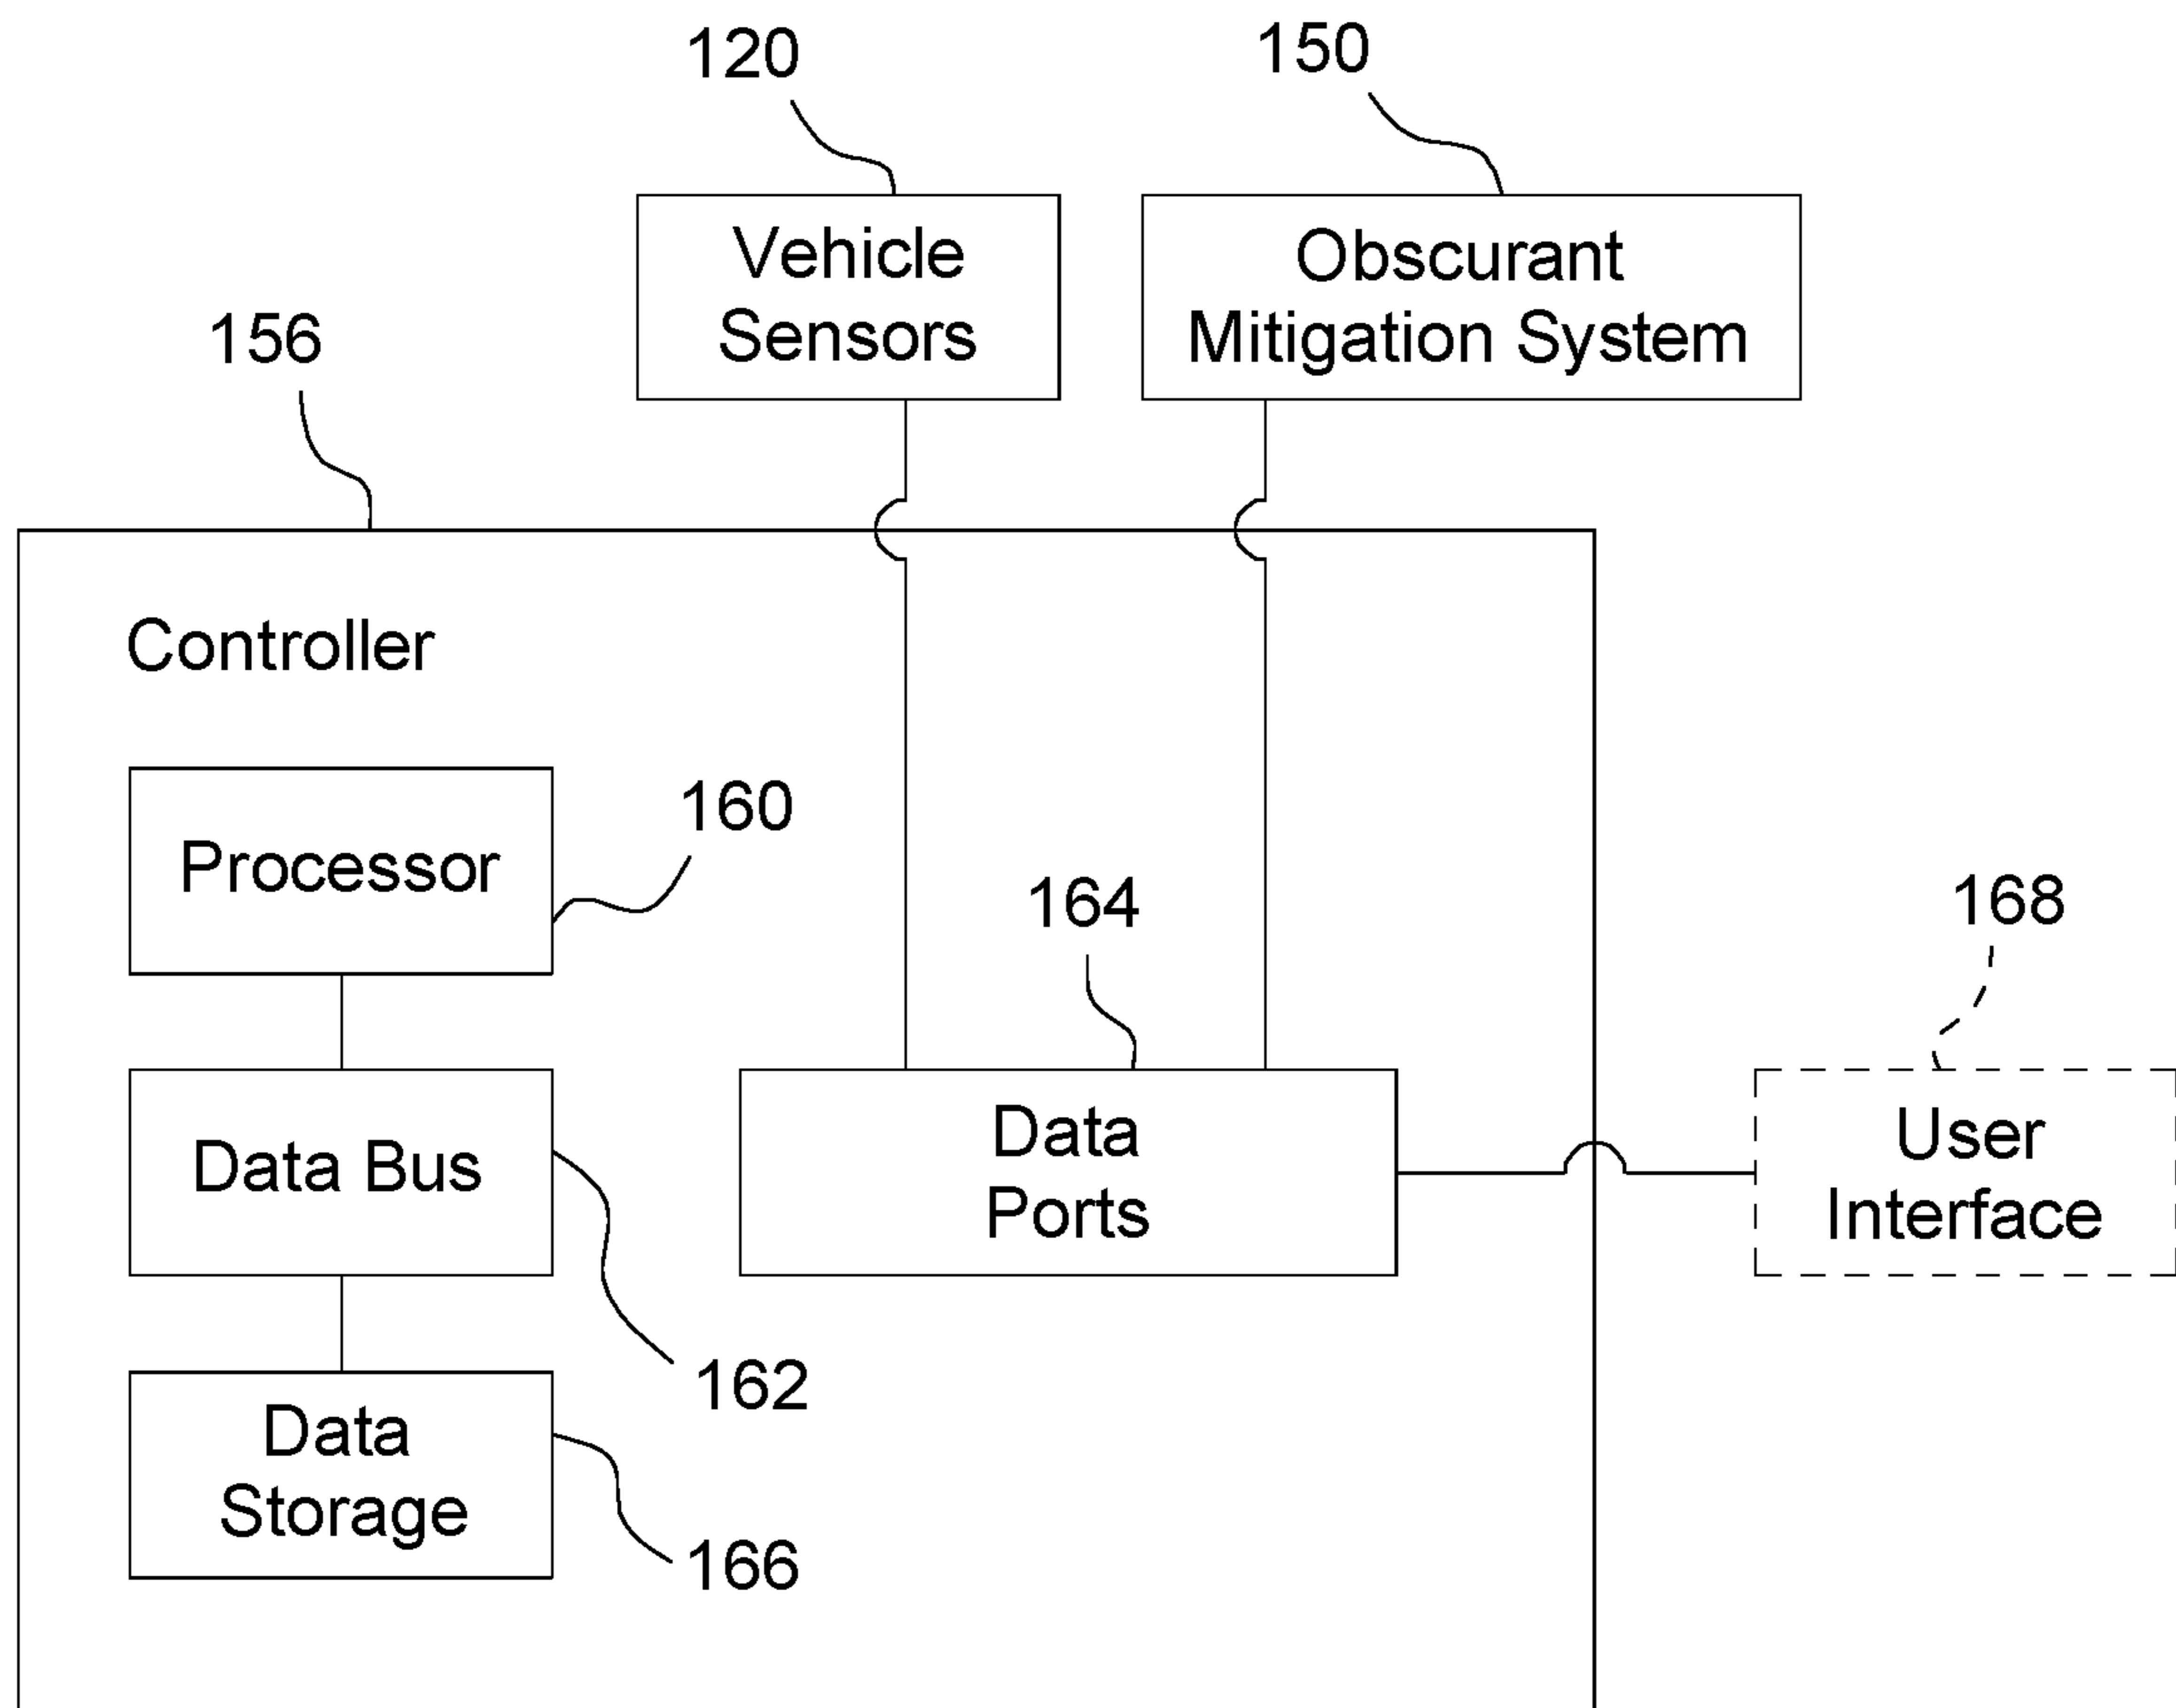 120
150
Vehicle
Sensors
Obscurant
Mitigation System
156
Controller
Processor
160
164
168
Data Bus
Data
Ports
User
Interface
162
Data
Storage
166